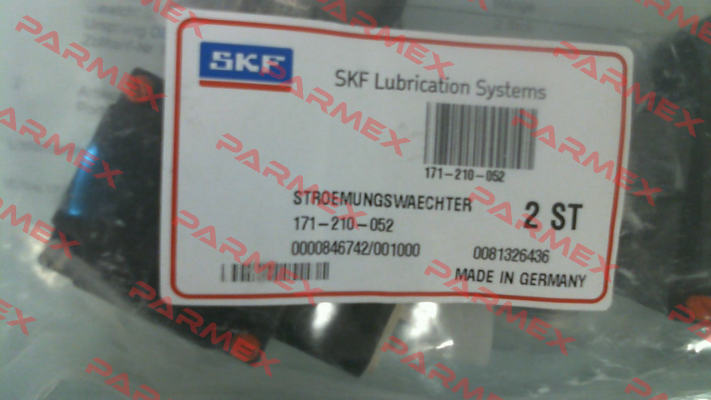 SKF
SKF Lubrication Systems
171-210-052
STROEMUNGSWAECHTER
2 ST
171-210-052
0000846742/001000
0081326436
MADE IN GERMANY
PARMEX